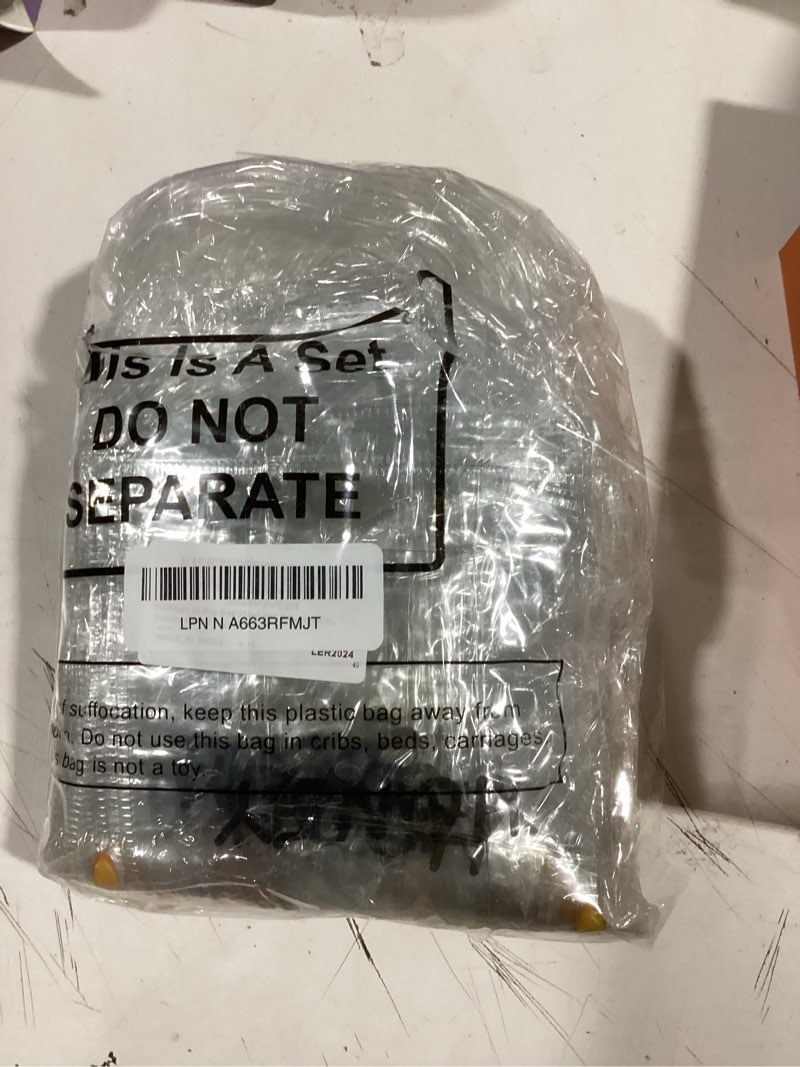 is Is A Set
DO NOT
SEPARATE
LPN N A663RFMJT
LER2024
suffocation, keep this plastic bag away from
Do not use this bag in cribs, beds, carriages
bag is not a toy